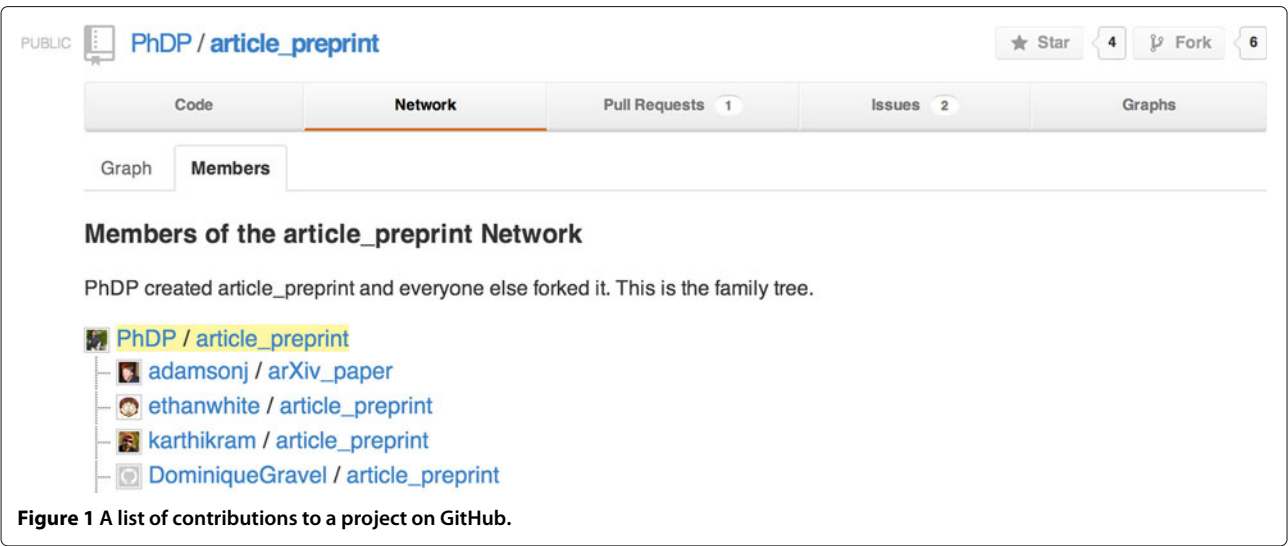 PUBLIC PhDP / article_preprint Star 4 Fork 6
Code Network Pull Requests 1 Issues 2 Graphs
Graph Members
Members of the article_preprint Network
PhDP created article_preprint and everyone else forked it. This is the family tree.
PhDP / article_preprint
adamsonj / arXiv_paper
ethanwhite / article_preprint
karthikram / article_preprint
DominiqueGravel / article_preprint
Figure 1 A list of contributions to a project on GitHub.